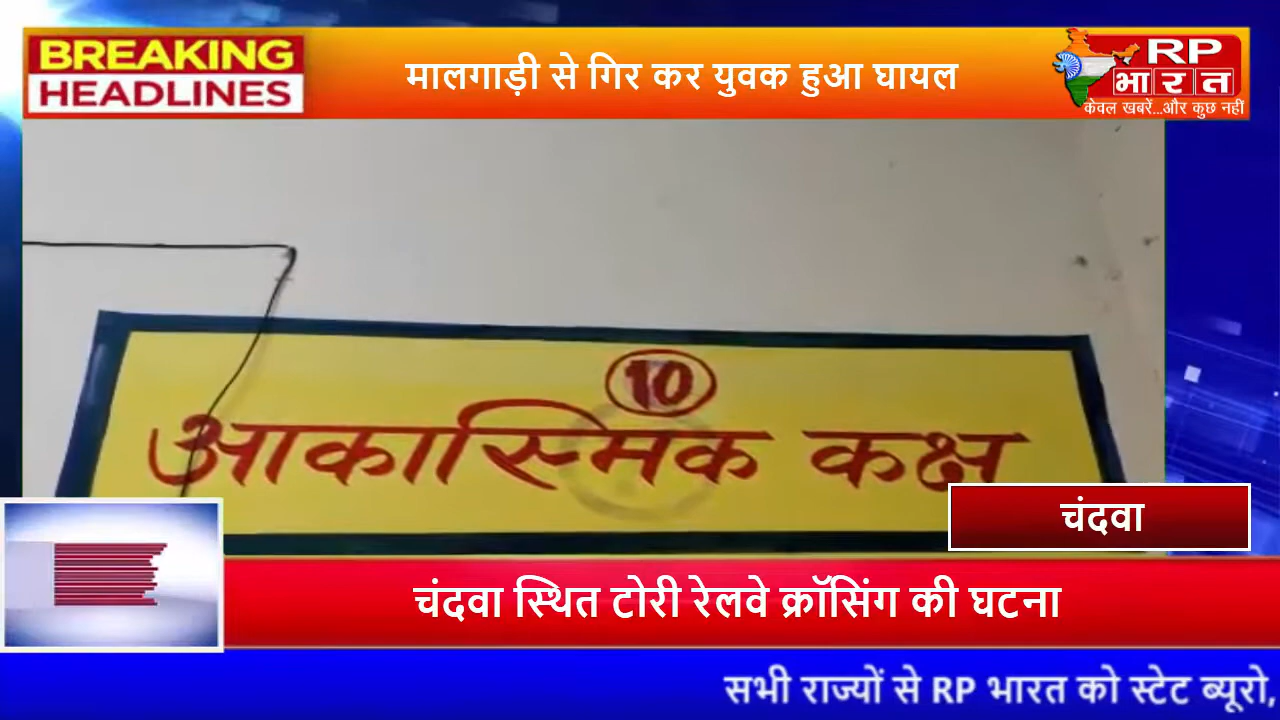 BREAKING
HEADLINES
मालगाड़ी से गिर कर युवक हुआ घायल
RP
भारत
केवल खबरें...और कुछ नहीं
10
आकास्मिक कक्ष
चंदवा
चंदवा स्थित टोरी रेलवे क्रॉसिंग की घटना
सभी राज्यों से RP भारत को स्टेट ब्यूरो,